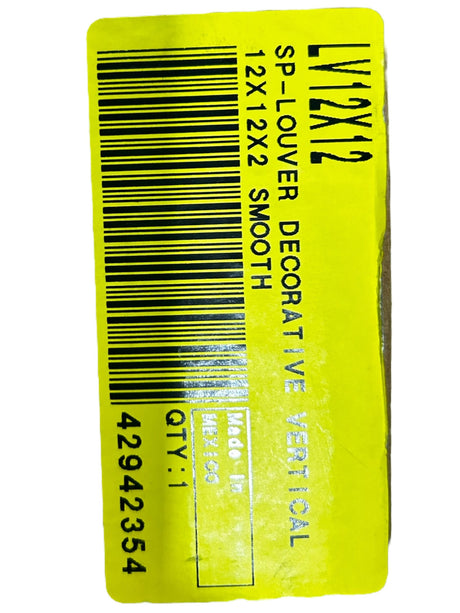 LV12X12
SP-LOUVER DECORATIVE VERTICAL
12X12X2 SMOOTH
Made In
MEXICO
QTY:1
42942354